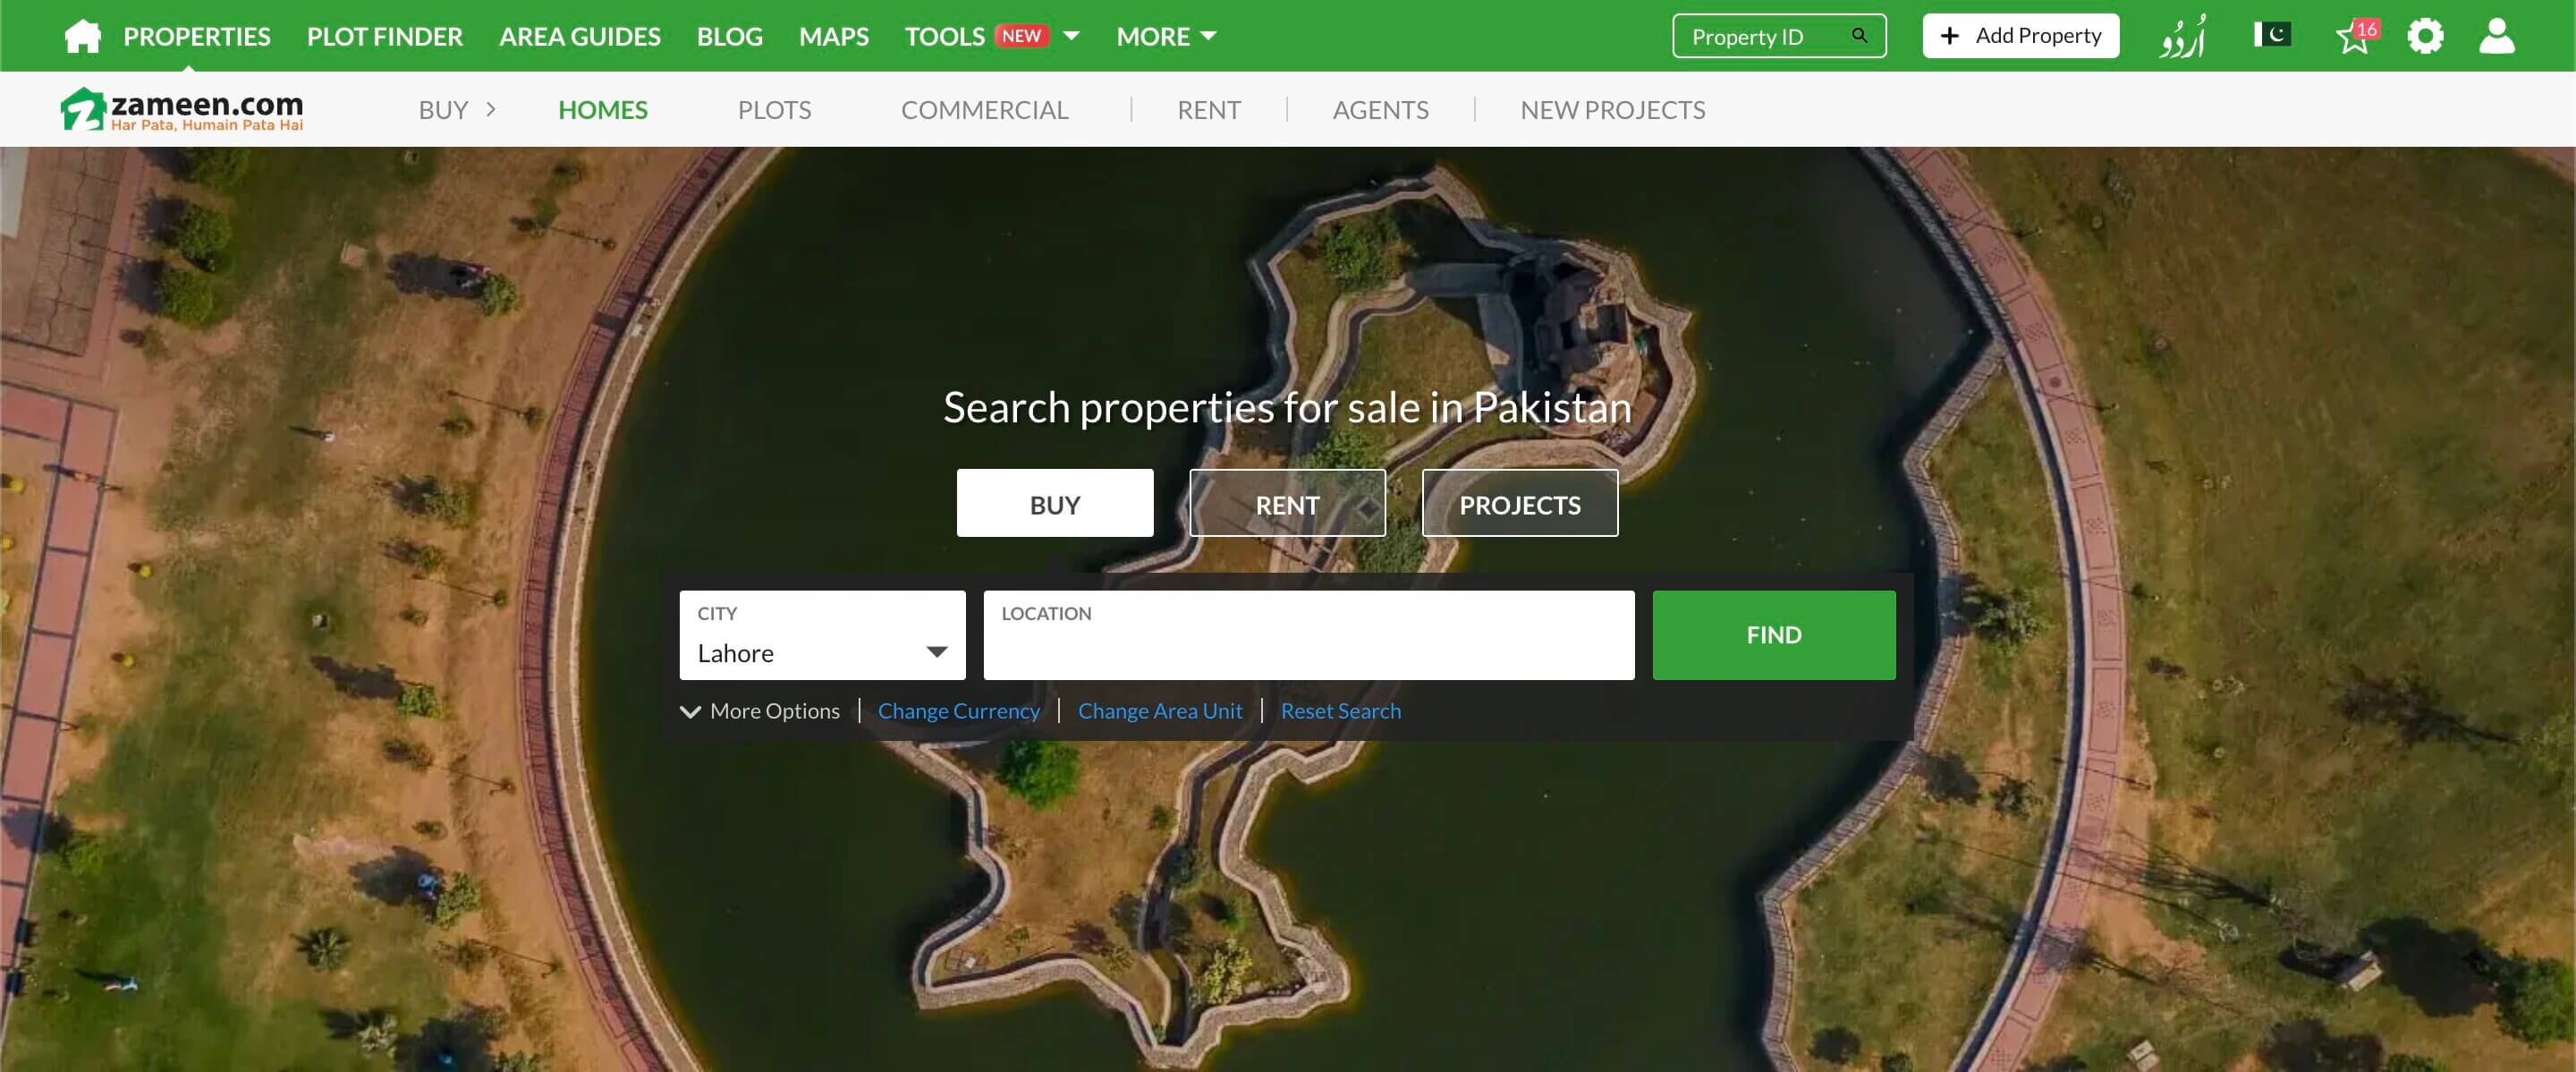 PROPERTIES PLOT FINDER AREA GUIDES BLOG MAPS TOOLS NEW MORE Property ID + Add Property اُردُو 16
zameen.com
Har Pata, Humain Pata Hai
BUY > HOMES PLOTS COMMERCIAL | RENT | AGENTS | NEW PROJECTS
Search properties for sale in Pakistan
BUY RENT PROJECTS
CITY LOCATION
Lahore
FIND
More Options | Change Currency | Change Area Unit | Reset Search